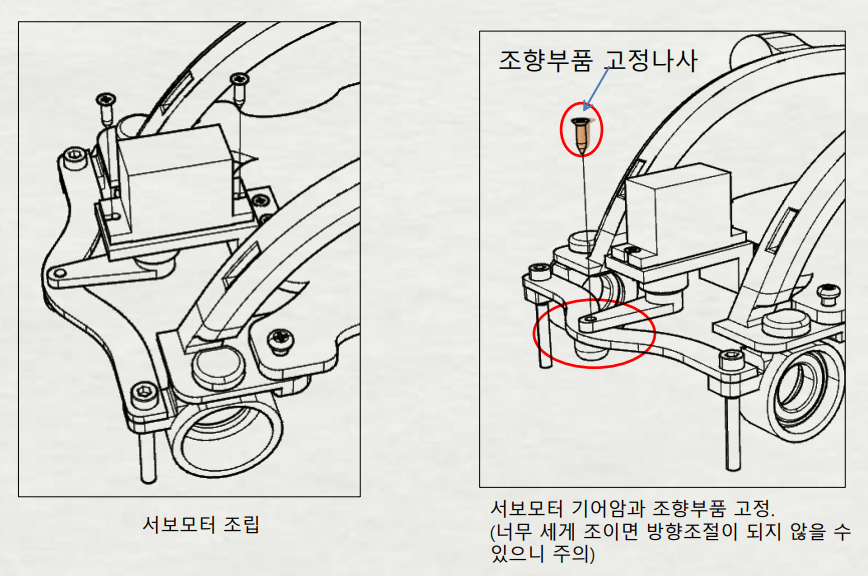 조향부품 고정나사
서보모터 조립
서보모터 기어암과 조향부품 고정.
(너무 세게 조이면 방향조절이 되지 않을 수
있으니 주의)